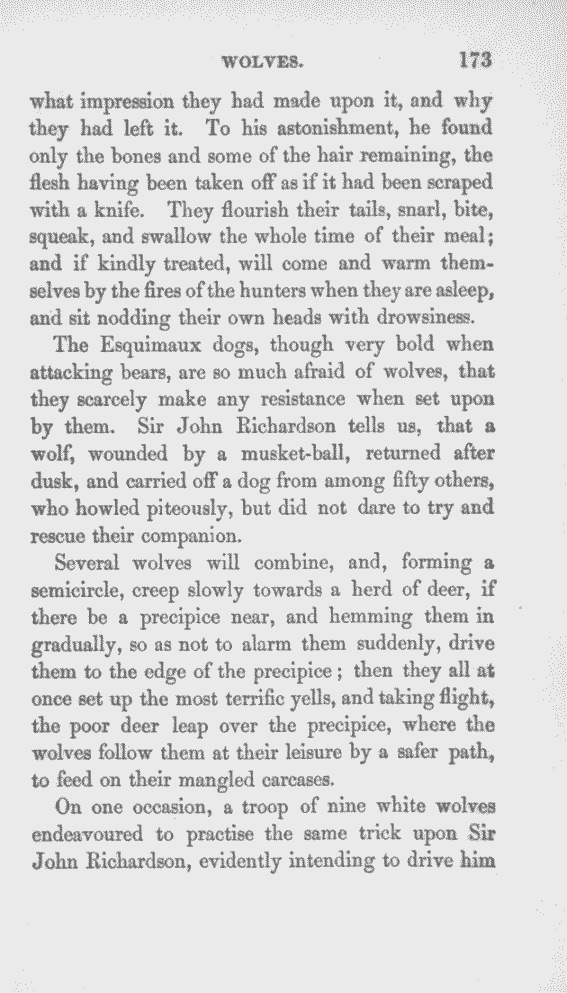 WOLVES. 173
what impression they had made upon it, and why
they had left it. To his astonishment, he found
only the bones and some of the hair remaining, the
flesh having been taken off as if it had been scraped
with a knife. They flourish their tails, snarl, bite,
squeak, and swallow the whole time of their meal;
and if kindly treated, will come and warm them-
selves by the fires of the hunters when they are asleep,
and sit nodding their own heads with drowsiness.
The Esquimaux dogs, though very bold when
attacking bears, are so much afraid of wolves, that
they scarcely make any resistance when set upon
by them. Sir John Richardson tells us, that a
wolf, wounded by a musket-ball, returned after
dusk, and carried off a dog from among fifty others,
who howled piteously, but did not dare to try and
rescue their companion.
Several wolves will combine, and, forming a
semicircle, creep slowly towards a herd of deer, if
there be a precipice near, and hemming them in
gradually, so as not to alarm them suddenly, drive
them to the edge of the precipice; then they all at
once set up the most terrific yells, and taking flight,
the poor deer leap over the precipice, where the
wolves follow them at their leisure by a safer path,
to feed on their mangled carcases.
On one occasion, a troop of nine white wolves
endeavoured to practise the same trick upon Sir
John Richardson, evidently intending to drive him